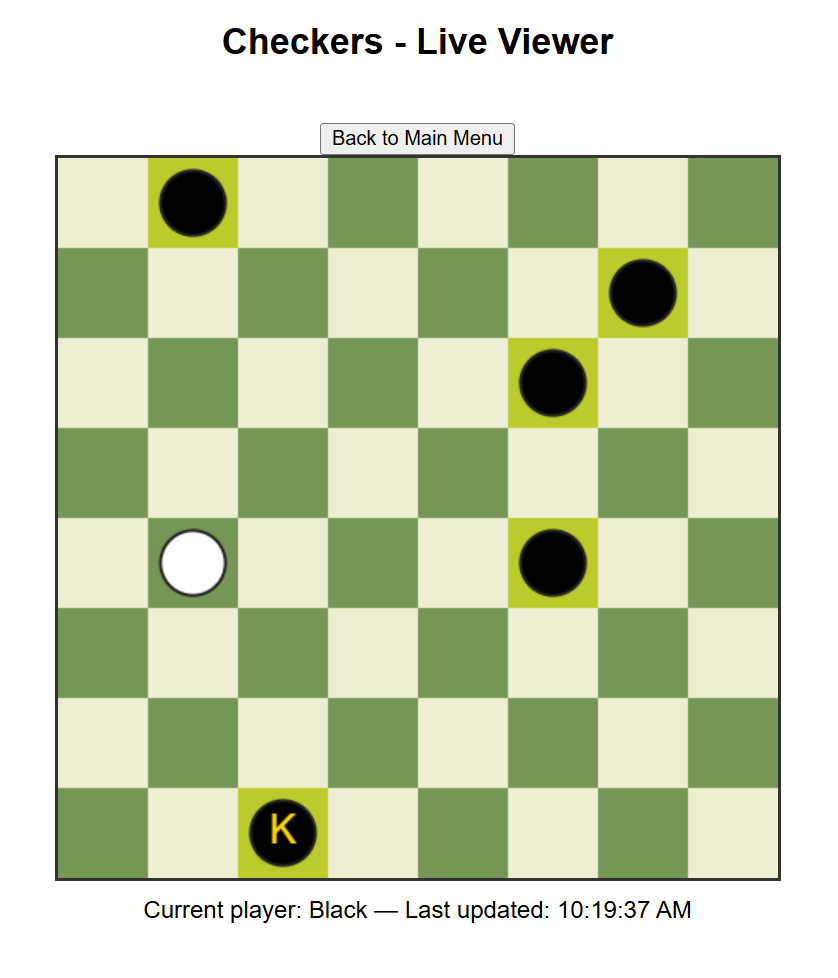 Checkers - Live Viewer
Back to Main Menu
K
Current player: Black — Last updated: 10:19:37 AM